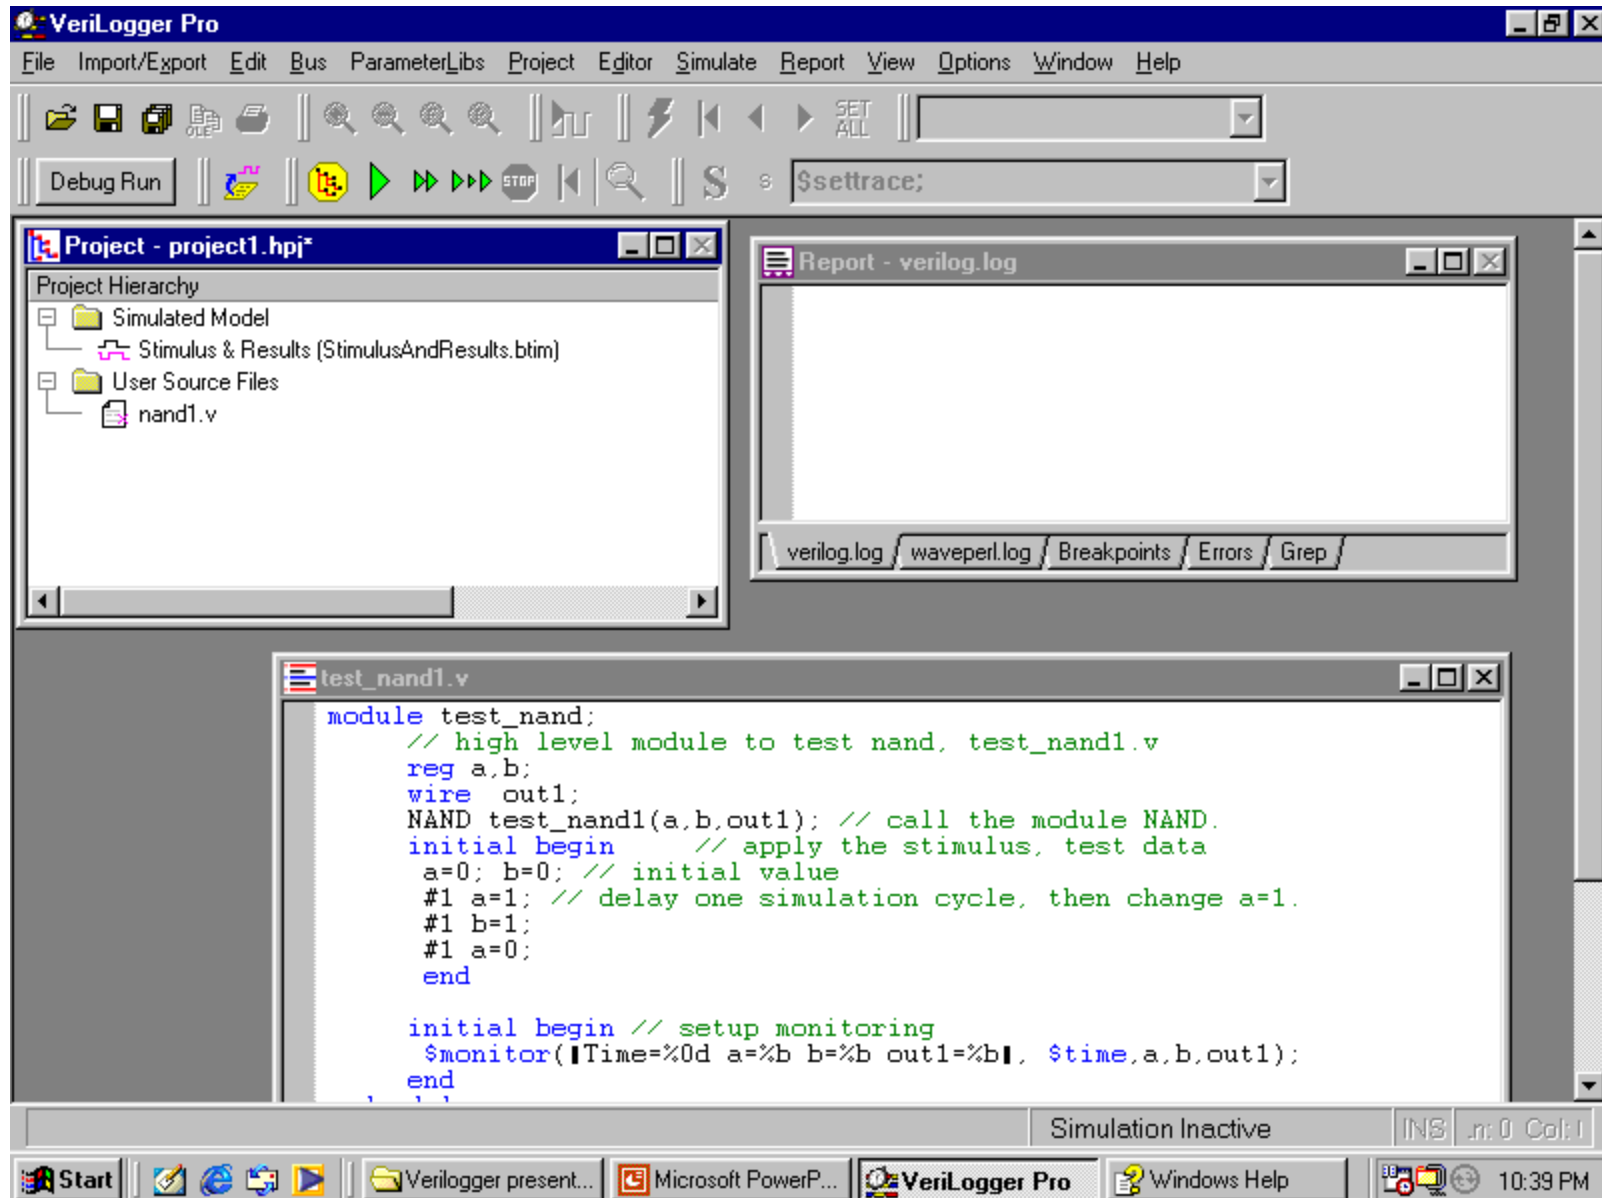 VeriLogger Pro
File Import/Export Edit Bus ParameterLibs Project Editor Simulate Report View Options Window Help
OLE SET ALL
Debug Run STOP S s $settrace;
Project - project1.hpj*
Project Hierarchy
Simulated Model
Stimulus & Results (StimulusAndResults.btim)
User Source Files
nand1.v
Report - verilog.log
verilog.log waveperl.log Breakpoints Errors Grep
test_nand1.v
module test_nand;
// high level module to test nand, test_nand1.v
reg a,b;
wire out1;
NAND test_nand1(a,b,out1); // call the module NAND.
initial begin // apply the stimulus, test data
a=0; b=0; // initial value
#1 a=1; // delay one simulation cycle, then change a=1.
#1 b=1;
#1 a=0;
end
initial begin // setup monitoring
$monitor(▌Time=%0d a=%b b=%b out1=%b▌, $time,a,b,out1);
end
Simulation Inactive INS Ln: 0 Col:
Start Verilogger present... Microsoft PowerP... VeriLogger Pro Windows Help 10:39 PM